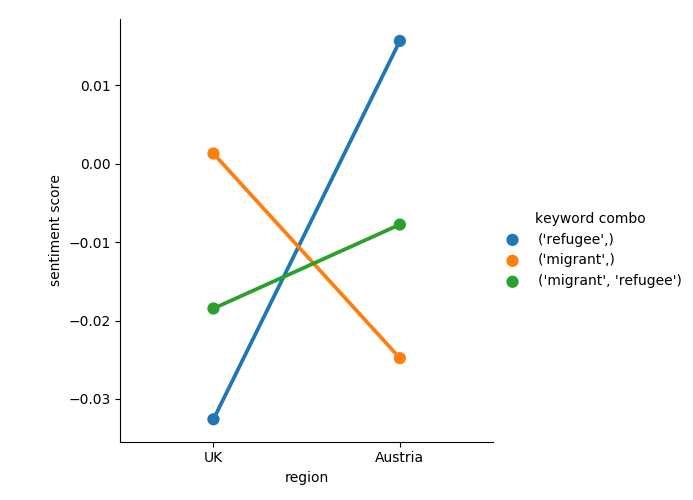 sentiment score
0.01
0.00
−0.01
−0.02
−0.03
UK
Austria
region
keyword combo
('refugee',)
('migrant',)
('migrant', 'refugee')